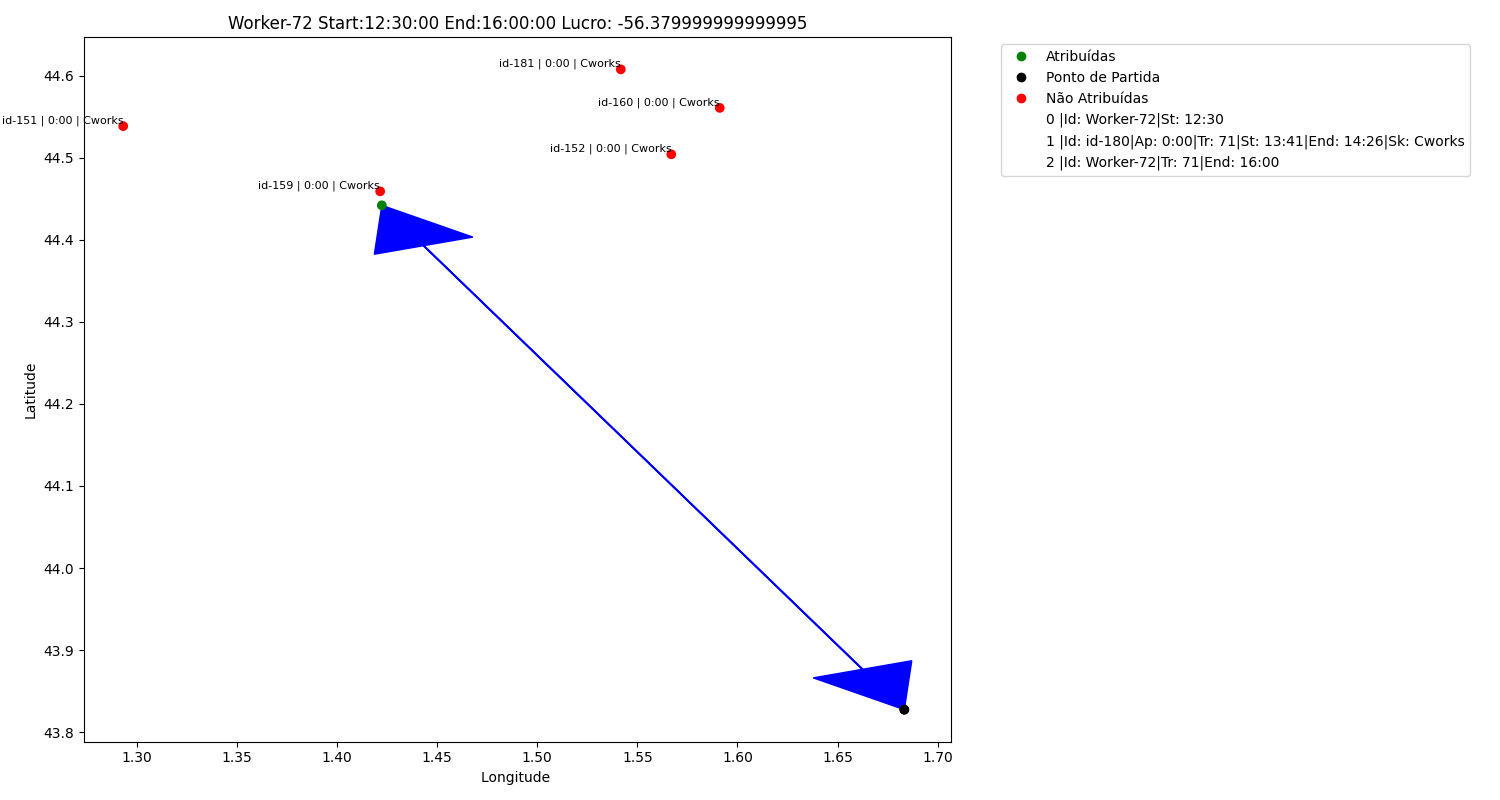 Worker-72 Start:12:30:00 End:16:00:00 Lucro: -56.379999999999995
Atribuídas
Ponto de Partida
Não Atribuídas
0 |Id: Worker-72|St: 12:30
1 |Id: id-180|Ap: 0:00|Tr: 71|St: 13:41|End: 14:26|Sk: Cworks
2 |Id: Worker-72|Tr: 71|End: 16:00
id-181 | 0:00 | Cworks
id-160 | 0:00 | Cworks
id-151 | 0:00 | Cworks
id-152 | 0:00 | Cworks
id-159 | 0:00 | Cworks
44.6
44.5
44.4
44.3
44.2
44.1
44.0
43.9
43.8
Latitude
1.30 1.35 1.40 1.45 1.50 1.55 1.60 1.65 1.70
Longitude